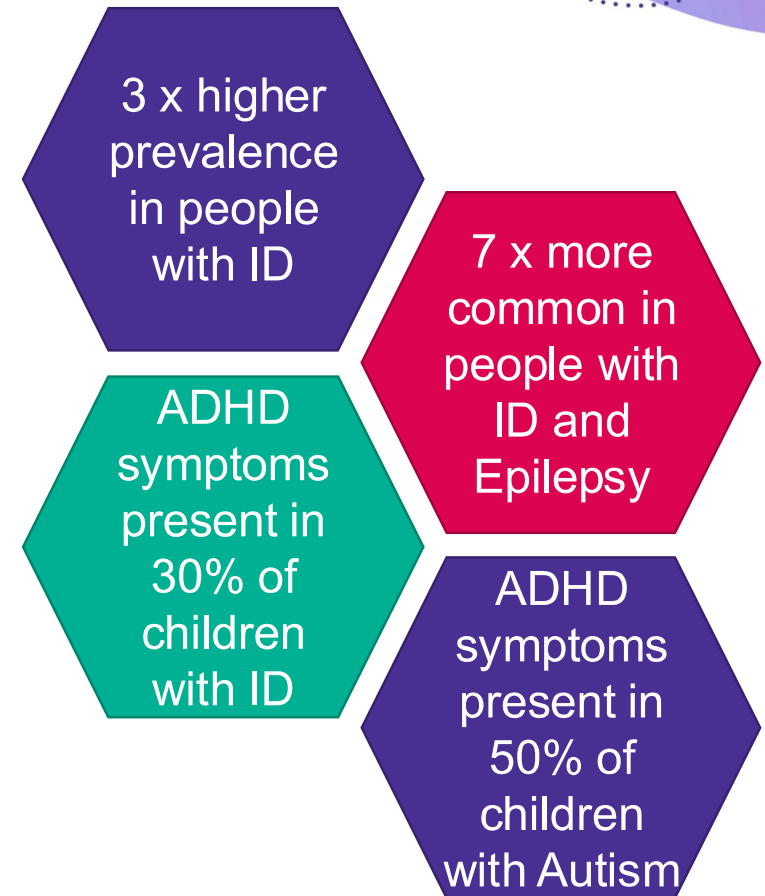 3 x higher
prevalence
in people
with ID
7 x more
common in
people with
ID and
Epilepsy
ADHD
symptoms
present in
30% of
children
with ID
ADHD
symptoms
present in
50% of
children
with Autism